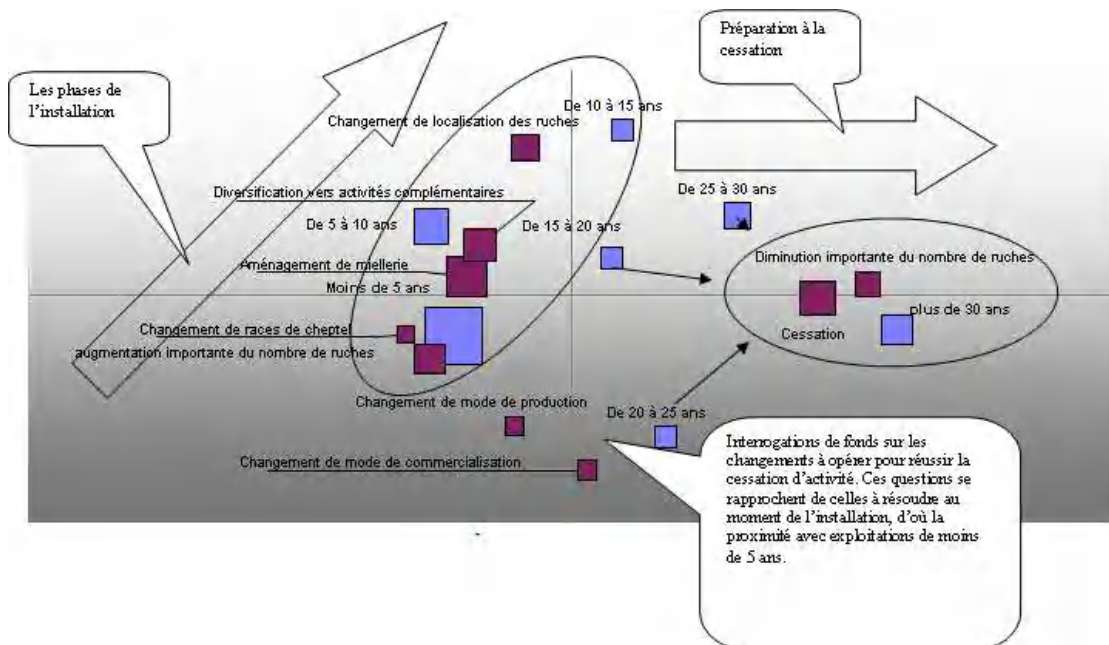 Préparation à la
cessation
Les phases de
l'installation
De 10 à 15 ans
Changement de localisation des ruches
Diversification vers activités complémentaires
De 25 à 30 ans
De 5 à 10 ans
De 15 à 20 ans
Aménagement de miellerie
Diminution importante du nombre de ruches
Moins de 5 ans
plus de 30 ans
Changement de races de cheptel
Cessation
augmentation importante du nombre de ruches
Changement de mode de production
De 20 à 25 ans
Changement de mode de commercialisation
Interrogations de fonds sur les
changements à opérer pour réussir la
cessation d'activité. Ces questions se
rapprochent de celles à résoudre au
moment de l'installation, d'où la
proximité avec exploitations de moins
de 5 ans.